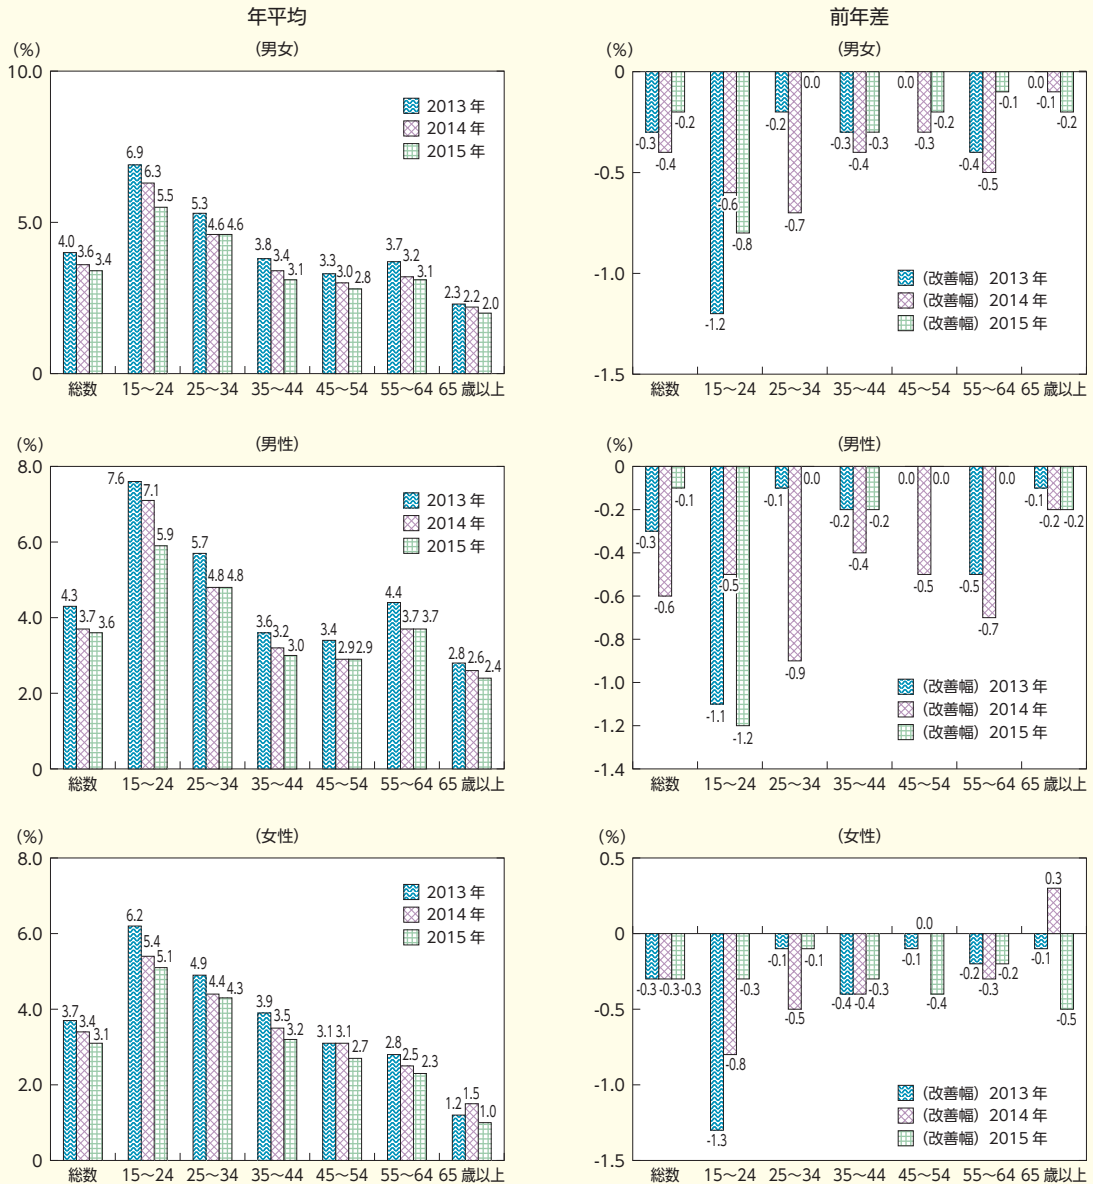 年平均
(%)
(男女)
10.0
5.0
0
2013 年
2014 年
2015 年
4.0 3.6 3.4
6.9 6.3 5.5
5.3 4.6 4.6
3.8 3.4 3.1
3.3 3.0 2.8
3.7 3.2 3.1
2.3 2.2 2.0
総数 15～24 25～34 35～44 45～54 55～64 65 歳以上
前年差
(%)
(男女)
0
-0.5
-1.0
-1.5
-0.3 -0.4 -0.2
-1.2 -0.6 -0.8
-0.2 -0.7 0.0
-0.3 -0.4 -0.3
0.0 -0.3 -0.2
-0.4 -0.5 -0.1
0.0 -0.1 -0.2
(改善幅) 2013 年
(改善幅) 2014 年
(改善幅) 2015 年
総数 15～24 25～34 35～44 45～54 55～64 65 歳以上
(%)
(男性)
8.0
6.0
4.0
2.0
0
2013 年
2014 年
2015 年
4.3 3.7 3.6
7.6 7.1 5.9
5.7 4.8 4.8
3.6 3.2 3.0
3.4 2.9 2.9
4.4 3.7 3.7
2.8 2.6 2.4
総数 15～24 25～34 35～44 45～54 55～64 65 歳以上
(%)
(男性)
0
-0.2
-0.4
-0.6
-0.8
-1.0
-1.2
-1.4
-0.3 -0.6 -0.1
-1.1 -0.5 -1.2
-0.1 -0.9 0.0
-0.2 -0.4 -0.2
0.0 -0.5 0.0
-0.5 -0.7 0.0
-0.1 -0.2 -0.2
(改善幅) 2013 年
(改善幅) 2014 年
(改善幅) 2015 年
総数 15～24 25～34 35～44 45～54 55～64 65 歳以上
(%)
(女性)
8.0
6.0
4.0
2.0
0
2013 年
2014 年
2015 年
3.7 3.4 3.1
6.2 5.4 5.1
4.9 4.4 4.3
3.9 3.5 3.2
3.1 3.1 2.7
2.8 2.5 2.3
1.2 1.5 1.0
総数 15～24 25～34 35～44 45～54 55～64 65 歳以上
(%)
(女性)
0.5
0
-0.5
-1.0
-1.5
-0.3 -0.3 -0.3
-1.3 -0.8 -0.3
-0.1 -0.5 -0.1
-0.4 -0.4 -0.3
-0.1 0.0 -0.4
-0.2 -0.3 -0.2
-0.1 0.3 -0.5
(改善幅) 2013 年
(改善幅) 2014 年
(改善幅) 2015 年
総数 15～24 25～34 35～44 45～54 55～64 65 歳以上